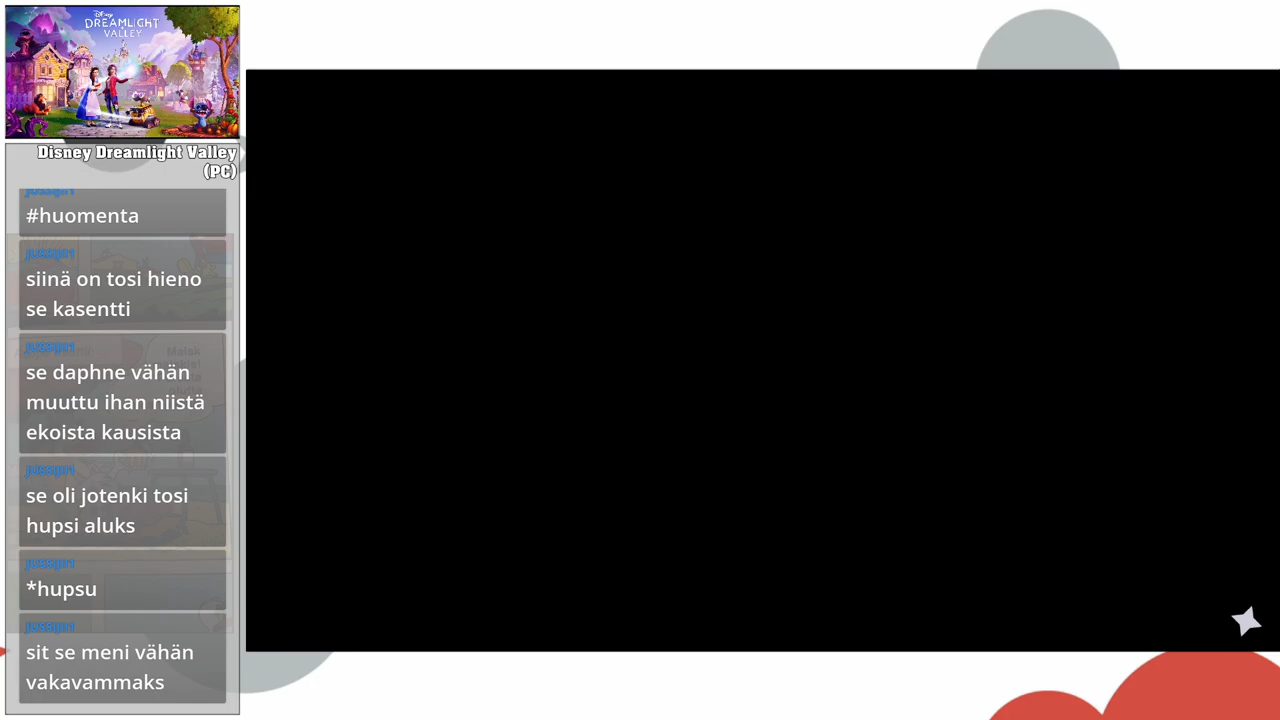 Disney
DREAMLIGHT
VALLEY
Disney Dreamlight Valley
(PC)
#huomenta
siinä on tosi hieno
se kasentti
se daphne vähän
muuttu ihan niistä
ekoista kausista
se oli jotenki tosi
hupsi aluks
*hupsu
sit se meni vähän
vakavammaks